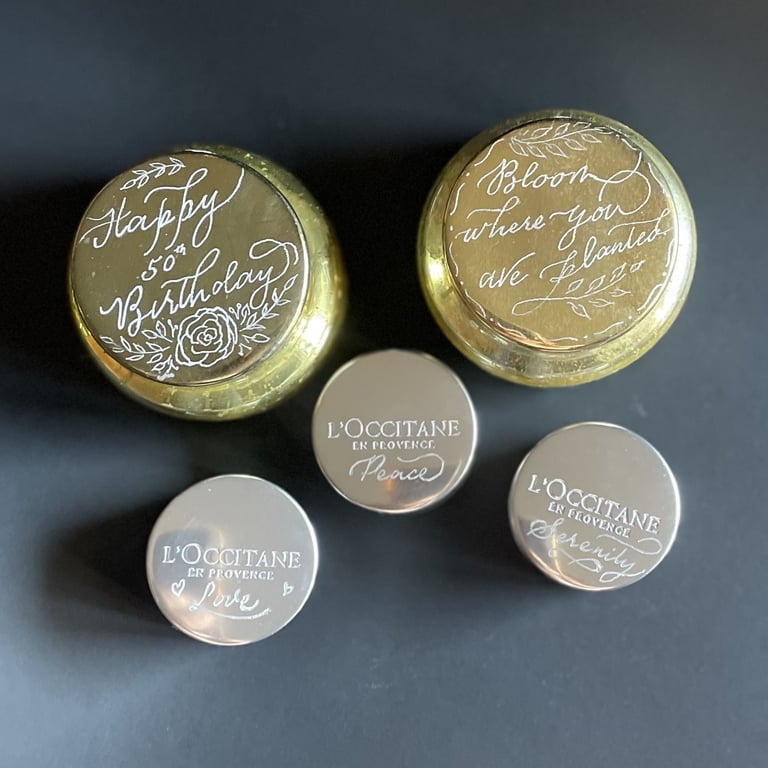 Happy
50th
Birthday
Bloom
where you
are planted
L'OCCITANE
EN PROVENCE
Peace
L'OCCITANE
EN PROVENCE
Love
L'OCCITANE
EN PROVENCE
Serenity